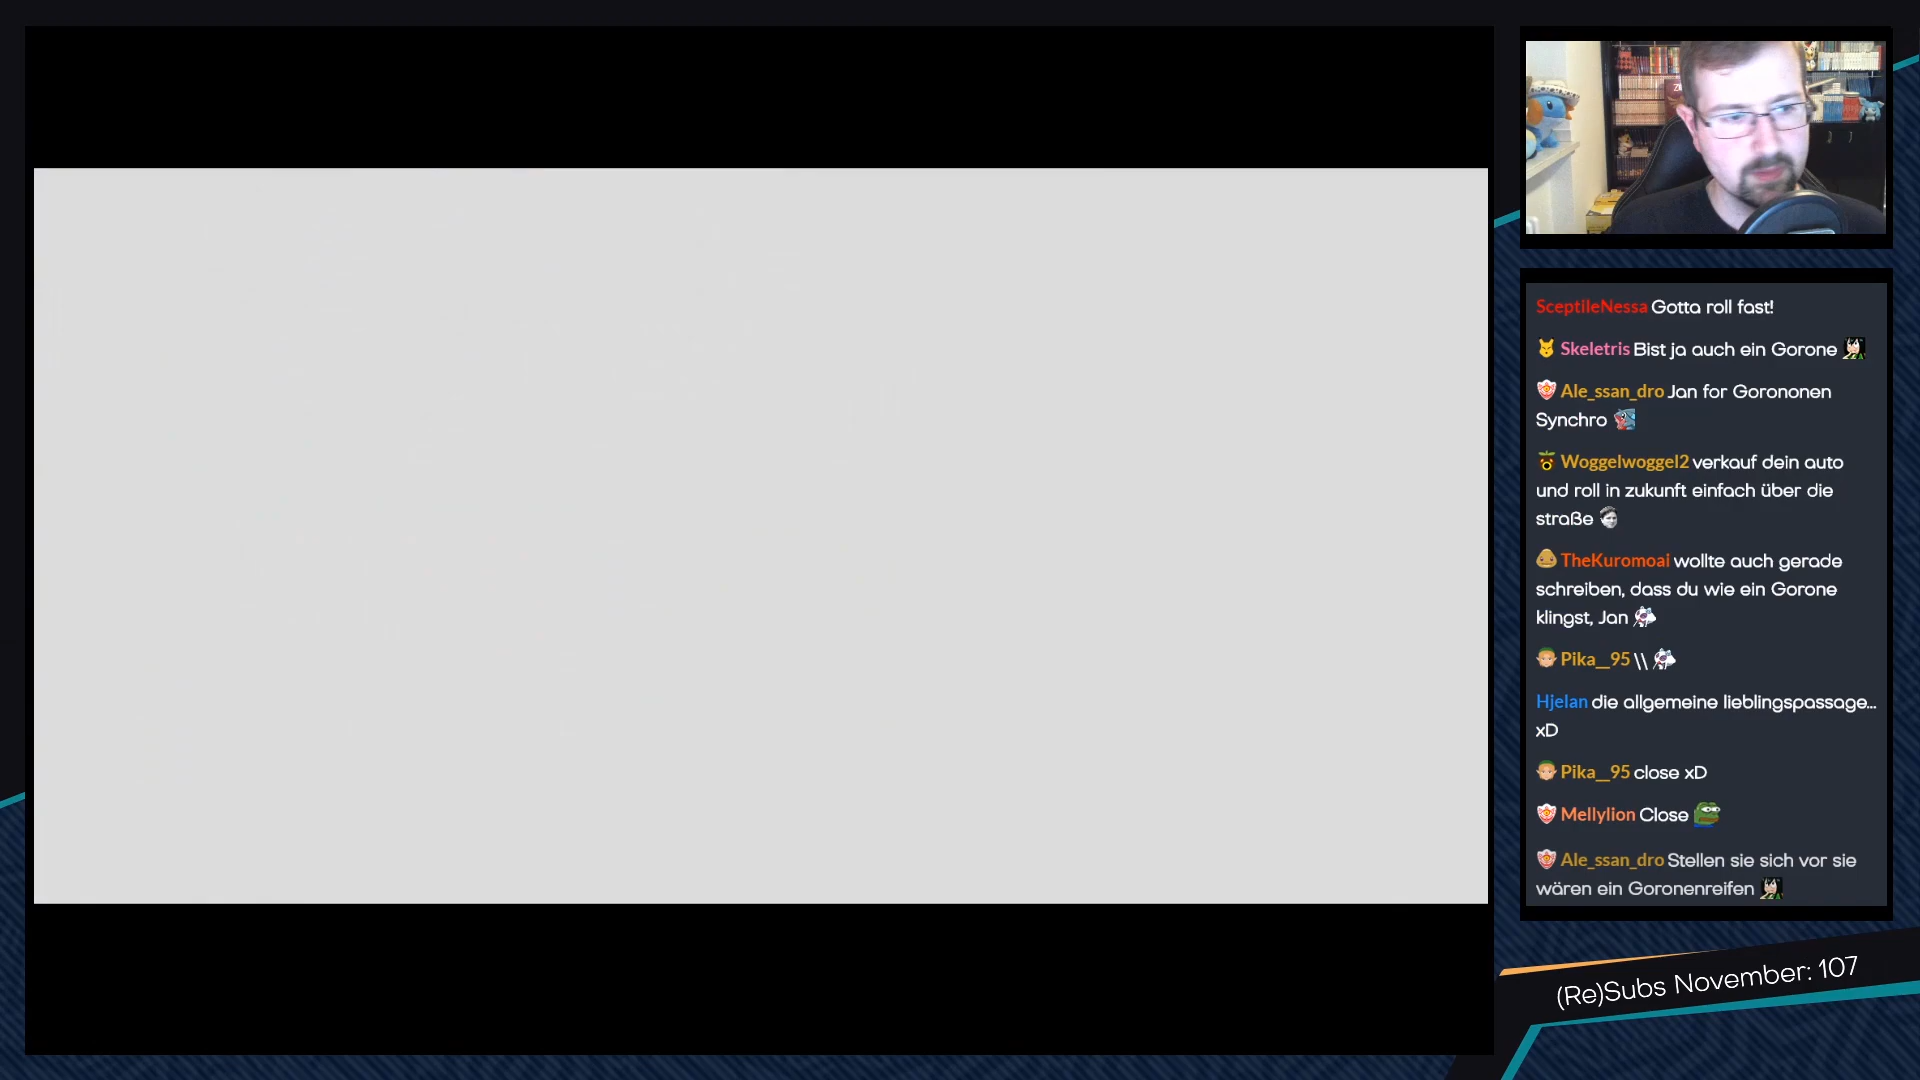 SceptileNessa Gotta roll fast!
Skeletris Bist ja auch ein Gorone
Ale_ssan_dro Jan for Gorononen
Synchro
Woggelwoggel2 verkauf dein auto
und roll in zukunft einfach über die
straße
TheKuromoai wollte auch gerade
schreiben, dass du wie ein Gorone
klingst, Jan
Pika__95 \\
Hjelan die allgemeine lieblingspassage...
xD
Pika__95 close xD
Mellylion Close
Ale_ssan_dro Stellen sie sich vor sie
wären ein Goronenreifen
(Re)Subs November: 107